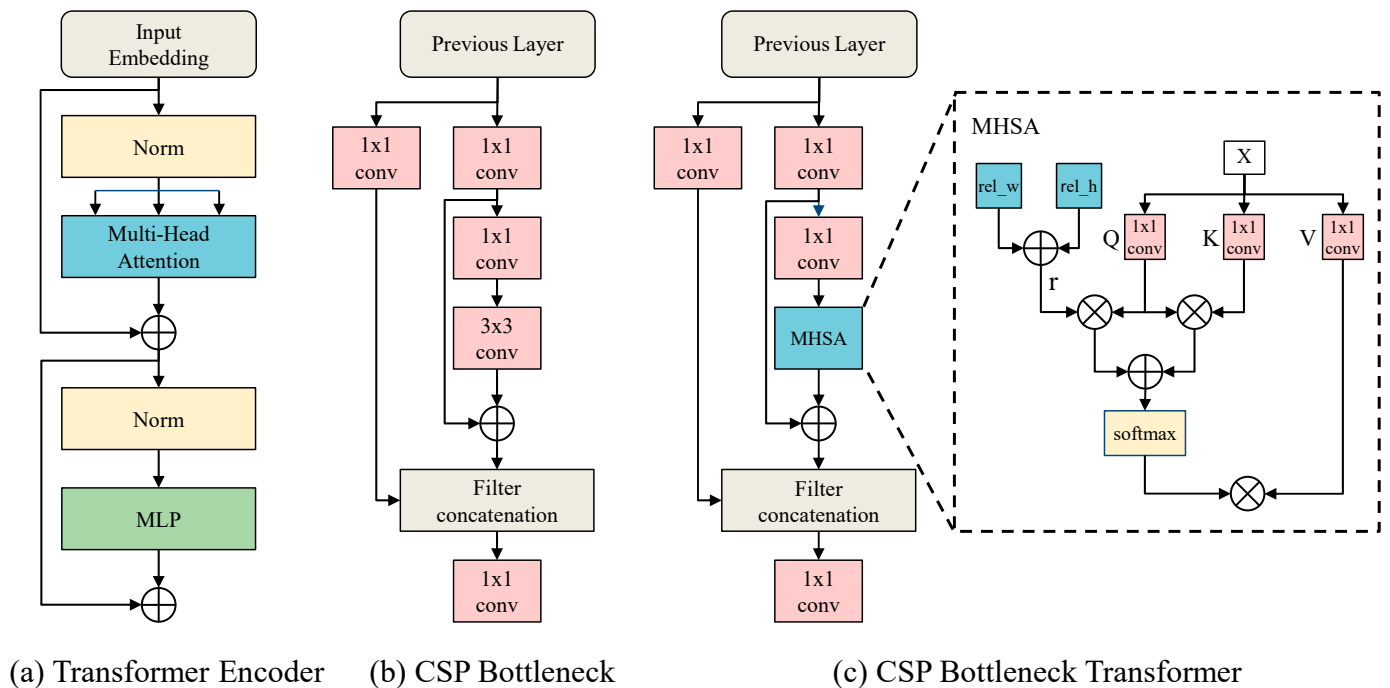 Input
Embedding
Norm
Multi-Head
Attention
Norm
MLP
(a) Transformer Encoder
Previous Layer
1x1
conv
1x1
conv
1x1
conv
3x3
conv
Filter
concatenation
1x1
conv
(b) CSP Bottleneck
Previous Layer
1x1
conv
1x1
conv
1x1
conv
MHSA
Filter
concatenation
1x1
conv
MHSA
rel_w
rel_h
r
X
Q
1x1
conv
K
1x1
conv
V
1x1
conv
softmax
(c) CSP Bottleneck Transformer